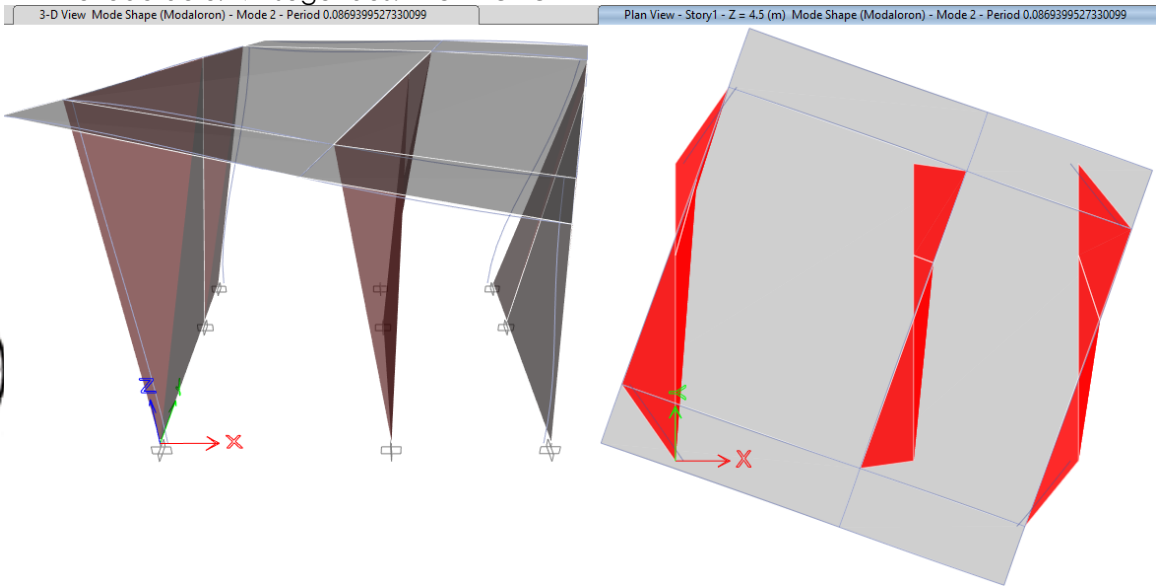 3-D View Mode Shape (Modaloron) - Mode 2 - Period 0.0869399527330099
Plan View - Story1 - Z = 4.5 (m) Mode Shape (Modaloron) - Mode 2 - Period 0.0869399527330099
Z
X
Y
X